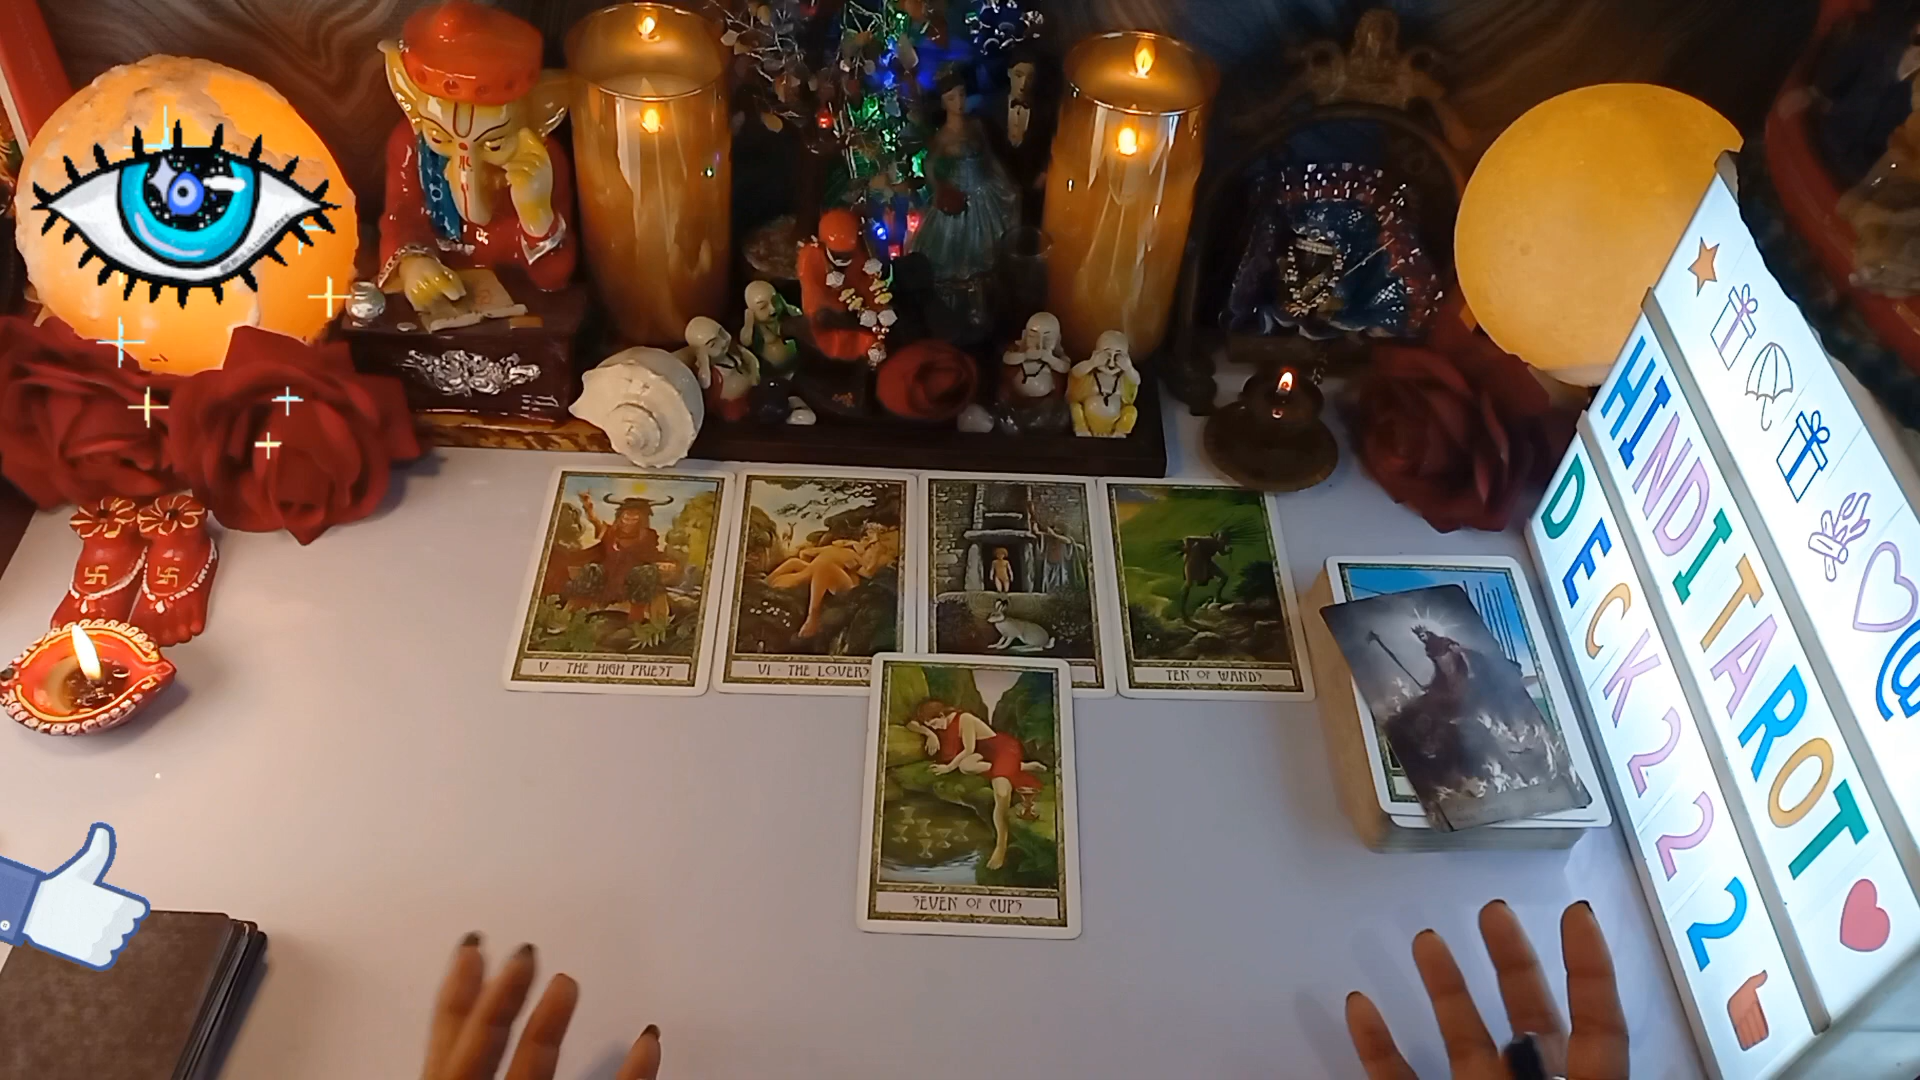 HINDITAROT
DECK222
@
V - THE HIGH PRIEST
VI - THE LOVERS
TEN OF WANDS
SEVEN OF CUPS